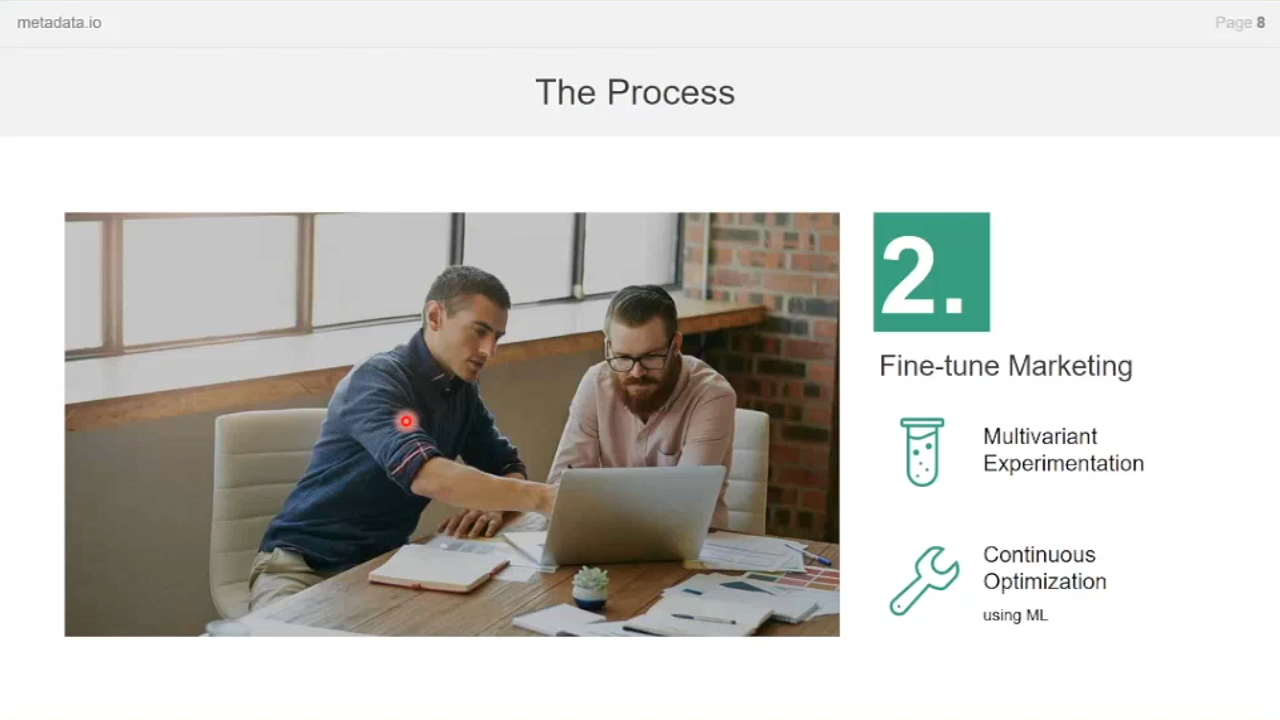 metadata.io
Page 8
The Process
2.
Fine-tune Marketing
Multivariant
Experimentation
Continuous
Optimization
using ML